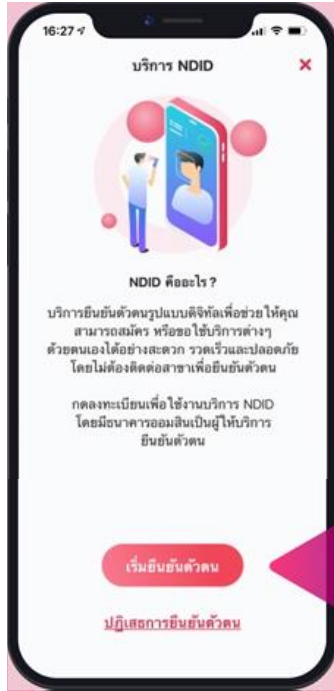 16:27
บริการ NDID
NDID คืออะไร ?
บริการยืนยันตัวตนรูปแบบดิจิทัลเพื่อช่วยให้คุณ
สามารถสมัคร หรือขอใช้บริการต่างๆ
ด้วยตนเองได้อย่างสะดวก รวดเร็วและปลอดภัย
โดยไม่ต้องติดต่อสาขาเพื่อยืนยันตัวตน
กดลงทะเบียนเพื่อใช้งานบริการ NDID
โดยมีธนาคารออมสินเป็นผู้ให้บริการ
ยืนยันตัวตน
เริ่มยืนยันตัวตน
ปฏิเสธการยืนยันตัวตน